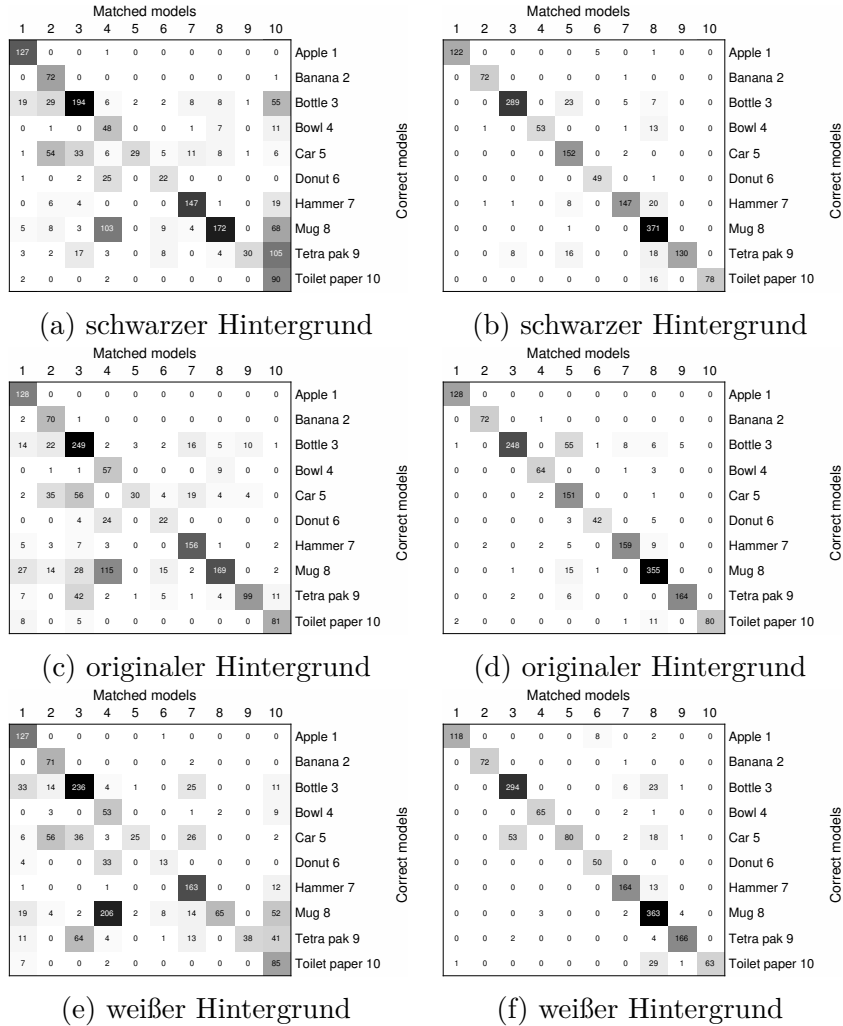 Matched models
1 2 3 4 5 6 7 8 9 10
127 0 0 1 0 0 0 0 0 0 Apple 1
0 72 0 0 0 0 0 0 0 1 Banana 2
19 29 194 6 2 2 8 8 1 55 Bottle 3
0 1 0 48 0 0 1 7 0 11 Bowl 4
1 54 33 6 29 5 11 8 1 6 Car 5
1 0 2 25 0 22 0 0 0 0 Donut 6
0 6 4 0 0 0 147 1 0 19 Hammer 7
5 8 3 103 0 9 4 172 0 68 Mug 8
3 2 17 3 0 8 0 4 30 105 Tetra pak 9
2 0 0 2 0 0 0 0 0 90 Toilet paper 10
Correct models
(a) schwarzer Hintergrund
Matched models
1 2 3 4 5 6 7 8 9 10
122 0 0 0 0 5 0 1 0 0 Apple 1
0 72 0 0 0 0 1 0 0 0 Banana 2
0 0 289 0 23 0 5 7 0 0 Bottle 3
0 1 0 53 0 0 1 13 0 0 Bowl 4
0 0 0 0 152 0 2 0 0 0 Car 5
0 0 0 0 0 49 0 1 0 0 Donut 6
0 1 1 0 8 0 147 20 0 0 Hammer 7
0 0 0 0 1 0 0 371 0 0 Mug 8
0 0 8 0 16 0 0 18 130 0 Tetra pak 9
0 0 0 0 0 0 0 16 0 78 Toilet paper 10
Correct models
(b) schwarzer Hintergrund
Matched models
1 2 3 4 5 6 7 8 9 10
128 0 0 0 0 0 0 0 0 0 Apple 1
2 70 1 0 0 0 0 0 0 0 Banana 2
14 22 249 2 3 2 16 5 10 1 Bottle 3
0 1 1 57 0 0 0 9 0 0 Bowl 4
2 35 56 0 30 4 19 4 4 0 Car 5
0 0 4 24 0 22 0 0 0 0 Donut 6
5 3 7 3 0 0 156 1 0 2 Hammer 7
27 14 28 115 0 15 2 169 0 2 Mug 8
7 0 42 2 1 5 1 4 99 11 Tetra pak 9
8 0 5 0 0 0 0 0 0 81 Toilet paper 10
Correct models
(c) originaler Hintergrund
Matched models
1 2 3 4 5 6 7 8 9 10
128 0 0 0 0 0 0 0 0 0 Apple 1
0 72 0 1 0 0 0 0 0 0 Banana 2
1 0 248 0 55 1 8 6 5 0 Bottle 3
0 0 0 64 0 0 1 3 0 0 Bowl 4
0 0 0 2 151 0 0 1 0 0 Car 5
0 0 0 0 3 42 0 5 0 0 Donut 6
0 2 0 2 5 0 159 9 0 0 Hammer 7
0 0 1 0 15 1 0 355 0 0 Mug 8
0 0 2 0 6 0 0 0 164 0 Tetra pak 9
2 0 0 0 0 0 1 11 0 80 Toilet paper 10
Correct models
(d) originaler Hintergrund
Matched models
1 2 3 4 5 6 7 8 9 10
127 0 0 0 0 1 0 0 0 0 Apple 1
0 71 0 0 0 0 2 0 0 0 Banana 2
33 14 236 4 1 0 25 0 0 11 Bottle 3
0 3 0 53 0 0 1 2 0 9 Bowl 4
6 56 36 3 25 0 26 0 0 2 Car 5
4 0 0 33 0 13 0 0 0 0 Donut 6
1 0 0 1 0 0 163 0 0 12 Hammer 7
19 4 2 206 2 8 14 65 0 52 Mug 8
11 0 64 4 0 1 13 0 38 41 Tetra pak 9
7 0 0 2 0 0 0 0 0 85 Toilet paper 10
Correct models
(e) weißer Hintergrund
Matched models
1 2 3 4 5 6 7 8 9 10
118 0 0 0 0 8 0 2 0 0 Apple 1
0 72 0 0 0 0 1 0 0 0 Banana 2
0 0 294 0 0 0 6 23 1 0 Bottle 3
0 0 0 65 0 0 2 1 0 0 Bowl 4
0 0 53 0 80 0 2 18 1 0 Car 5
0 0 0 0 0 50 0 0 0 0 Donut 6
0 0 0 0 0 0 164 13 0 0 Hammer 7
0 0 0 3 0 0 2 363 4 0 Mug 8
0 0 2 0 0 0 0 4 166 0 Tetra pak 9
1 0 0 0 0 0 0 29 1 63 Toilet paper 10
Correct models
(f) weißer Hintergrund